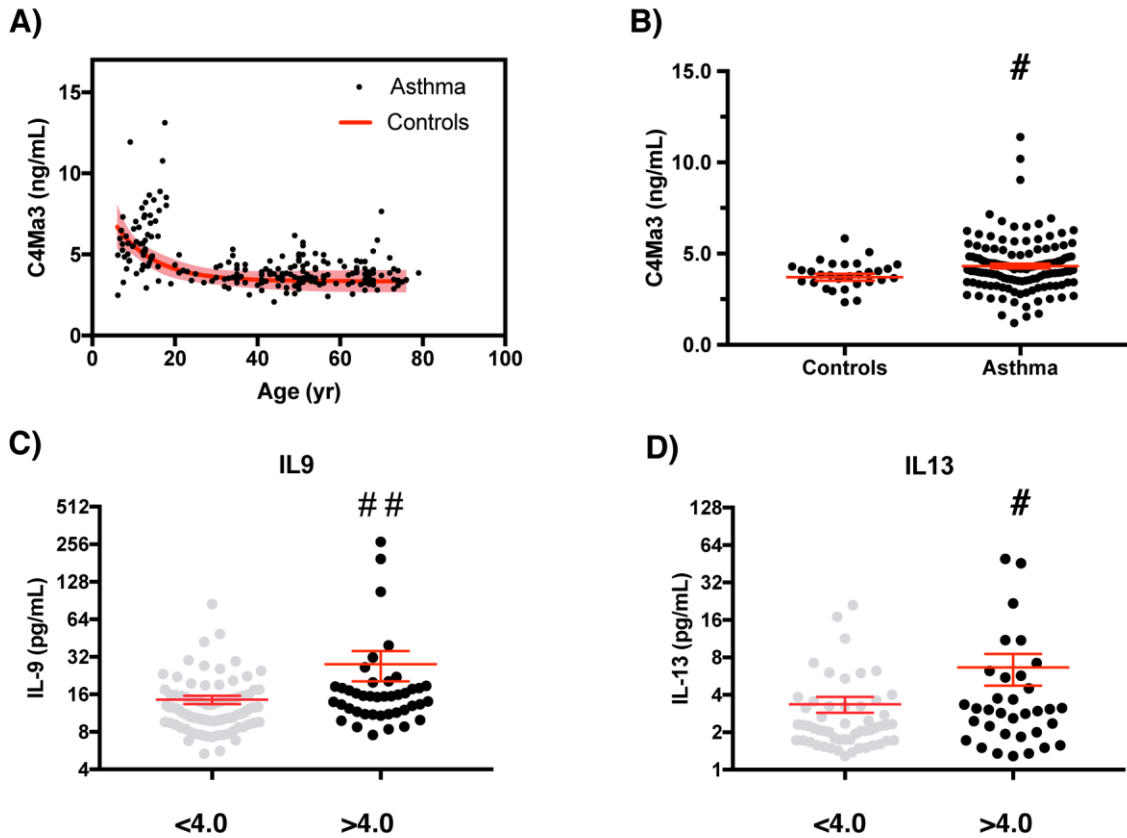 A)
C4Ma3 (ng/mL)
15
10
5
0
0 20 40 60 80 100
Age (yr)
Asthma
Controls
B)
#
C4Ma3 (ng/mL)
15.0
10.0
5.0
0.0
Controls Asthma
C)
IL9
##
IL-9 (pg/mL)
512
256
128
64
32
16
8
4
<4.0 >4.0
D)
IL13
#
IL-13 (pg/mL)
128
64
32
16
8
4
2
1
<4.0 >4.0